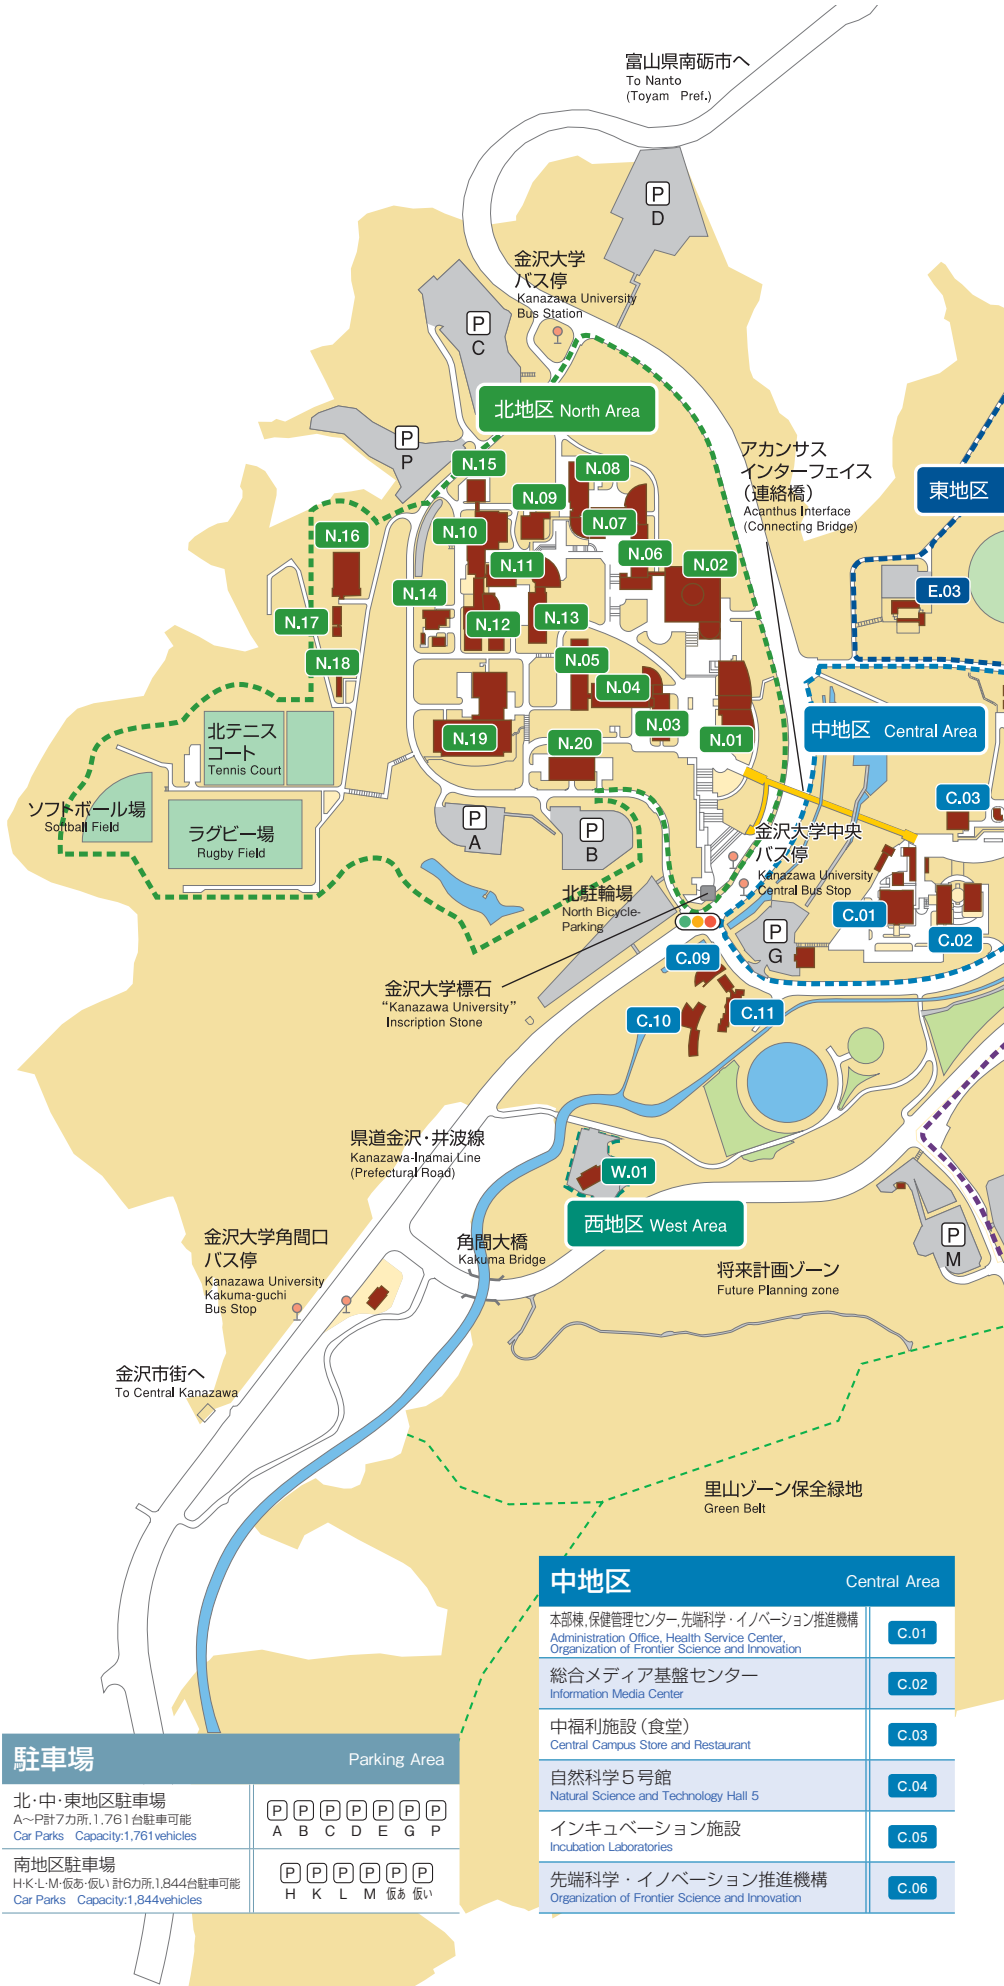 富山県南砺市へ
To Nanto
(Toyam Pref.)
P
D
金沢大学
バス停
Kanazawa University
Bus Station
P
C
北地区 North Area
P
P
アカンサス
インターフェイス
（連絡橋）
Acanthus Interface
(Connecting Bridge)
東地区
N.15
N.08
N.09
N.07
N.10
N.16
N.06
N.02
N.11
N.14
E.03
N.17
N.12
N.13
N.18
N.05
N.04
N.03
N.01
N.19
N.20
中地区 Central Area
北テニス
コート
Tennis Court
C.03
ソフトボール場
Softball Field
ラグビー場
Rugby Field
P
A
P
B
金沢大学中央
バス停
Kanazawa University
Central Bus Stop
北駐輪場
North Bicycle-
Parking
C.01
C.02
P
G
C.09
金沢大学標石
“Kanazawa University”
Inscription Stone
C.10
C.11
県道金沢・井波線
Kanazawa-Inamai Line
(Prefectural Road)
W.01
西地区 West Area
金沢大学角間口
バス停
Kanazawa University
Kakuma-guchi
Bus Stop
角間大橋
Kakuma Bridge
P
M
将来計画ゾーン
Future Planning zone
金沢市街へ
To Central Kanazawa
里山ゾーン保全緑地
Green Belt
中地区 Central Area
本部棟,保健管理センター,先端科学・イノベーション推進機構
Administration Office, Health Service Center,
Organization of Frontier Science and Innovation
C.01
総合メディア基盤センター
Information Media Center
C.02
中福利施設（食堂）
Central Campus Store and Restaurant
C.03
自然科学５号館
Natural Science and Technology Hall 5
C.04
インキュベーション施設
Incubation Laboratories
C.05
先端科学・イノベーション推進機構
Organization of Frontier Science and Innovation
C.06
駐車場 Parking Area
北・中・東地区駐車場
A〜P計7カ所,1,761台駐車可能
Car Parks Capacity:1,761vehicles
P P P P P P P
A B C D E G P
南地区駐車場
H・K・L・M・仮あ・仮い 計6カ所,1,844台駐車可能
Car Parks Capacity:1,844vehicles
P P P P P P
H K L M 仮あ 仮い